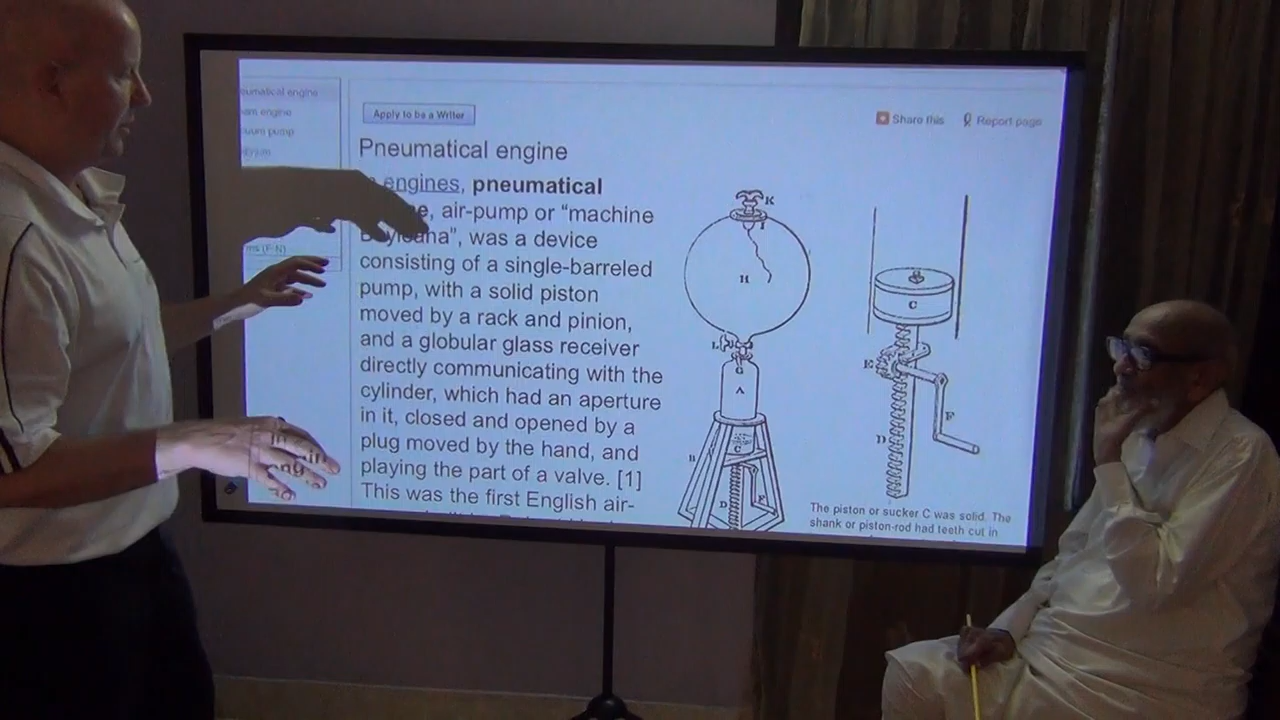 Apply to be a Writer
Share this
Report page
Pneumatical engine
engines, pneumatical
air-pump or “machine
was a device
consisting of a single-barreled
pump, with a solid piston
moved by a rack and pinion,
and a globular glass receiver
directly communicating with the
cylinder, which had an aperture
in it, closed and opened by a
plug moved by the hand, and
playing the part of a valve. [1]
This was the first English air-
K
I
H
L
G
A
B
C
D
F
C
E
F
D
The piston or sucker C was solid. The
shank or piston-rod had teeth cut in
engine
pump